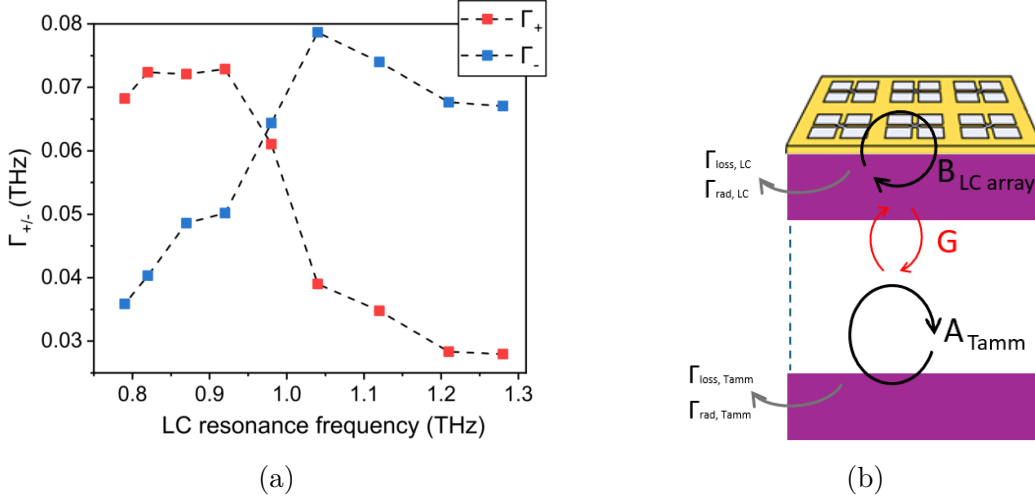 0.08
0.07
0.06
0.05
0.04
0.03
Γ+/- (THz)
0.8 0.9 1.0 1.1 1.2 1.3
LC resonance frequency (THz)
Γ+
Γ-
(a)
Γloss, LC
Γrad, LC
B LC array
G
A Tamm
Γloss, Tamm
Γrad, Tamm
(b)